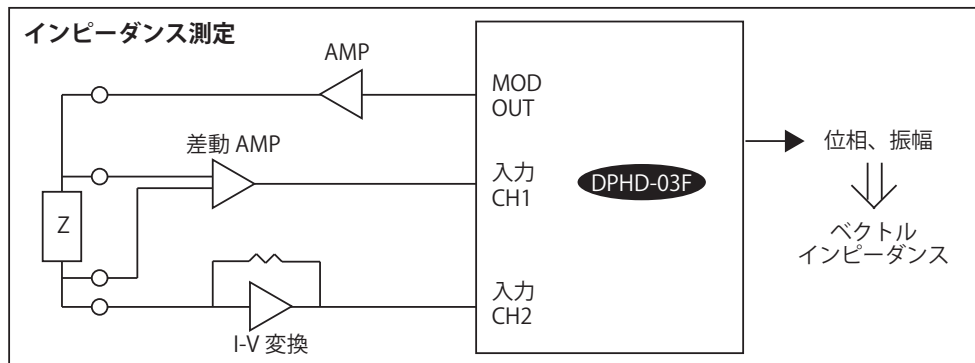 インピーダンス測定
AMP
MOD
OUT
差動 AMP
入力
CH1
DPHD-03F
位相、振幅
Z
ベクトル
インピーダンス
入力
CH2
I-V 変換